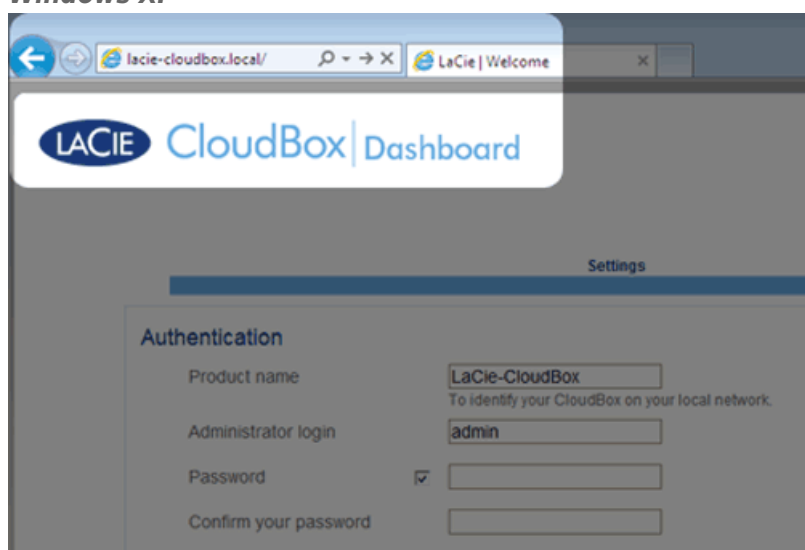 Windows XP
lacie-cloudbox.local/
LaCie | Welcome
LACIE CloudBox Dashboard
Settings
Authentication
Product name
LaCie-CloudBox
To identify your CloudBox on your local network.
Administrator login
admin
Password
Confirm your password